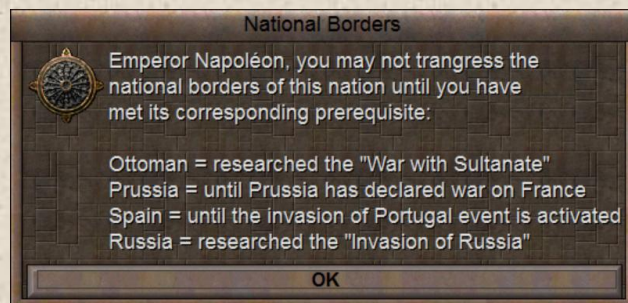 National Borders
Emperor Napoléon, you may not trangress the
national borders of this nation until you have
met its corresponding prerequisite:
Ottoman = researched the "War with Sultanate"
Prussia = until Prussia has declared war on France
Spain = until the invasion of Portugal event is activated
Russia = researched the "Invasion of Russia"
OK